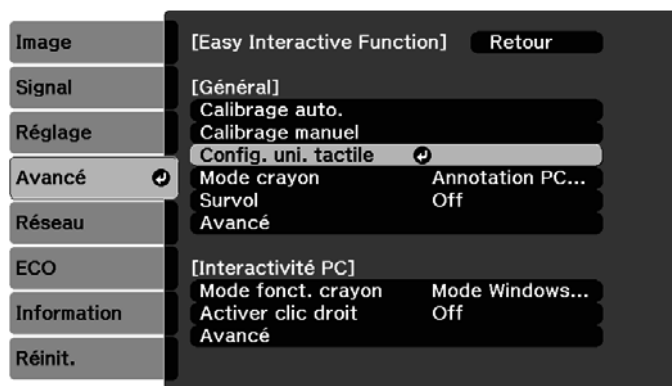 Image
Signal
Réglage
Avancé
Réseau
ECO
Information
Réinit.
[Easy Interactive Function] Retour
[Général]
Calibrage auto.
Calibrage manuel
Config. uni. tactile
Mode crayon Annotation PC...
Survol Off
Avancé
[Interactivité PC]
Mode fonct. crayon Mode Windows...
Activer clic droit Off
Avancé